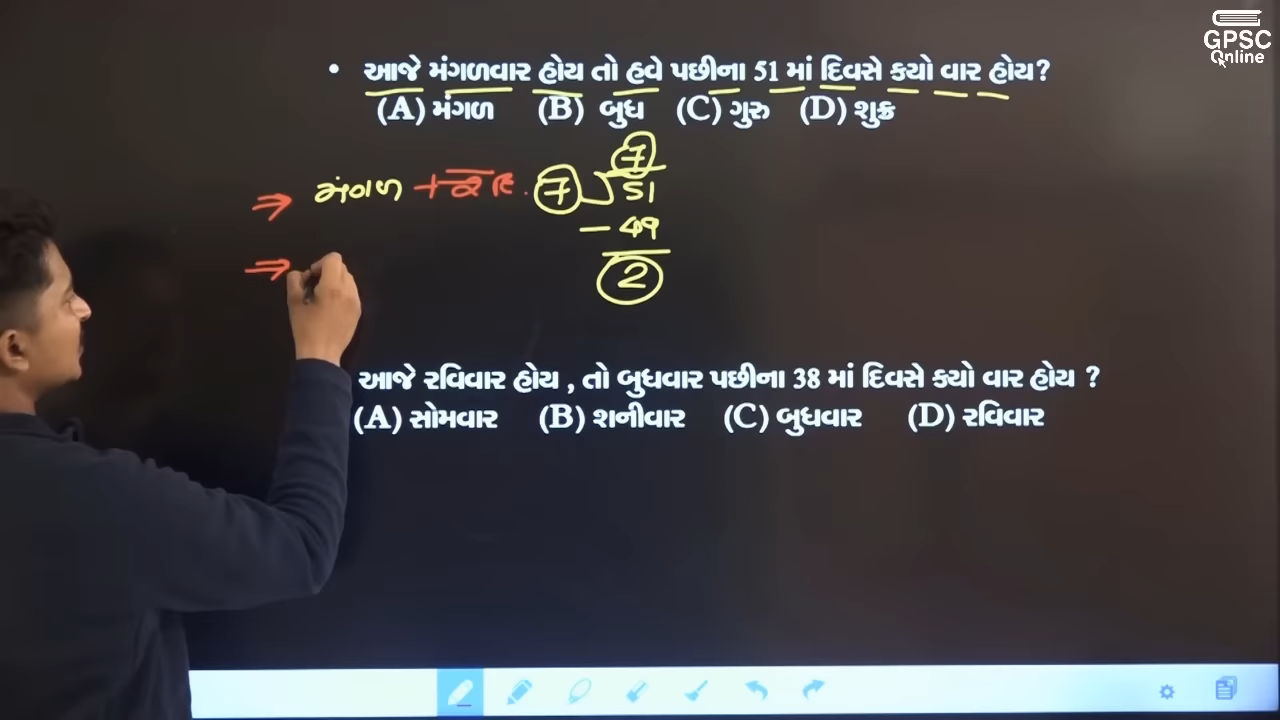 GPSC
Online
• આજે મંગળવાર હોય તો હવે પછીના 51 માં દિવસે કયો વાર હોય?
(A) મંગળ (B) બુધ (C) ગુરુ (D) શુક્ર
7
⇒ મંગળ + 2 દિ. 7 51
- 49
⇒ 2
આજે રવિવાર હોય , તો બુધવાર પછીના 38 માં દિવસે ક્યો વાર હોય ?
(A) સોમવાર (B) શનીવાર (C) બુધવાર (D) રવિવાર